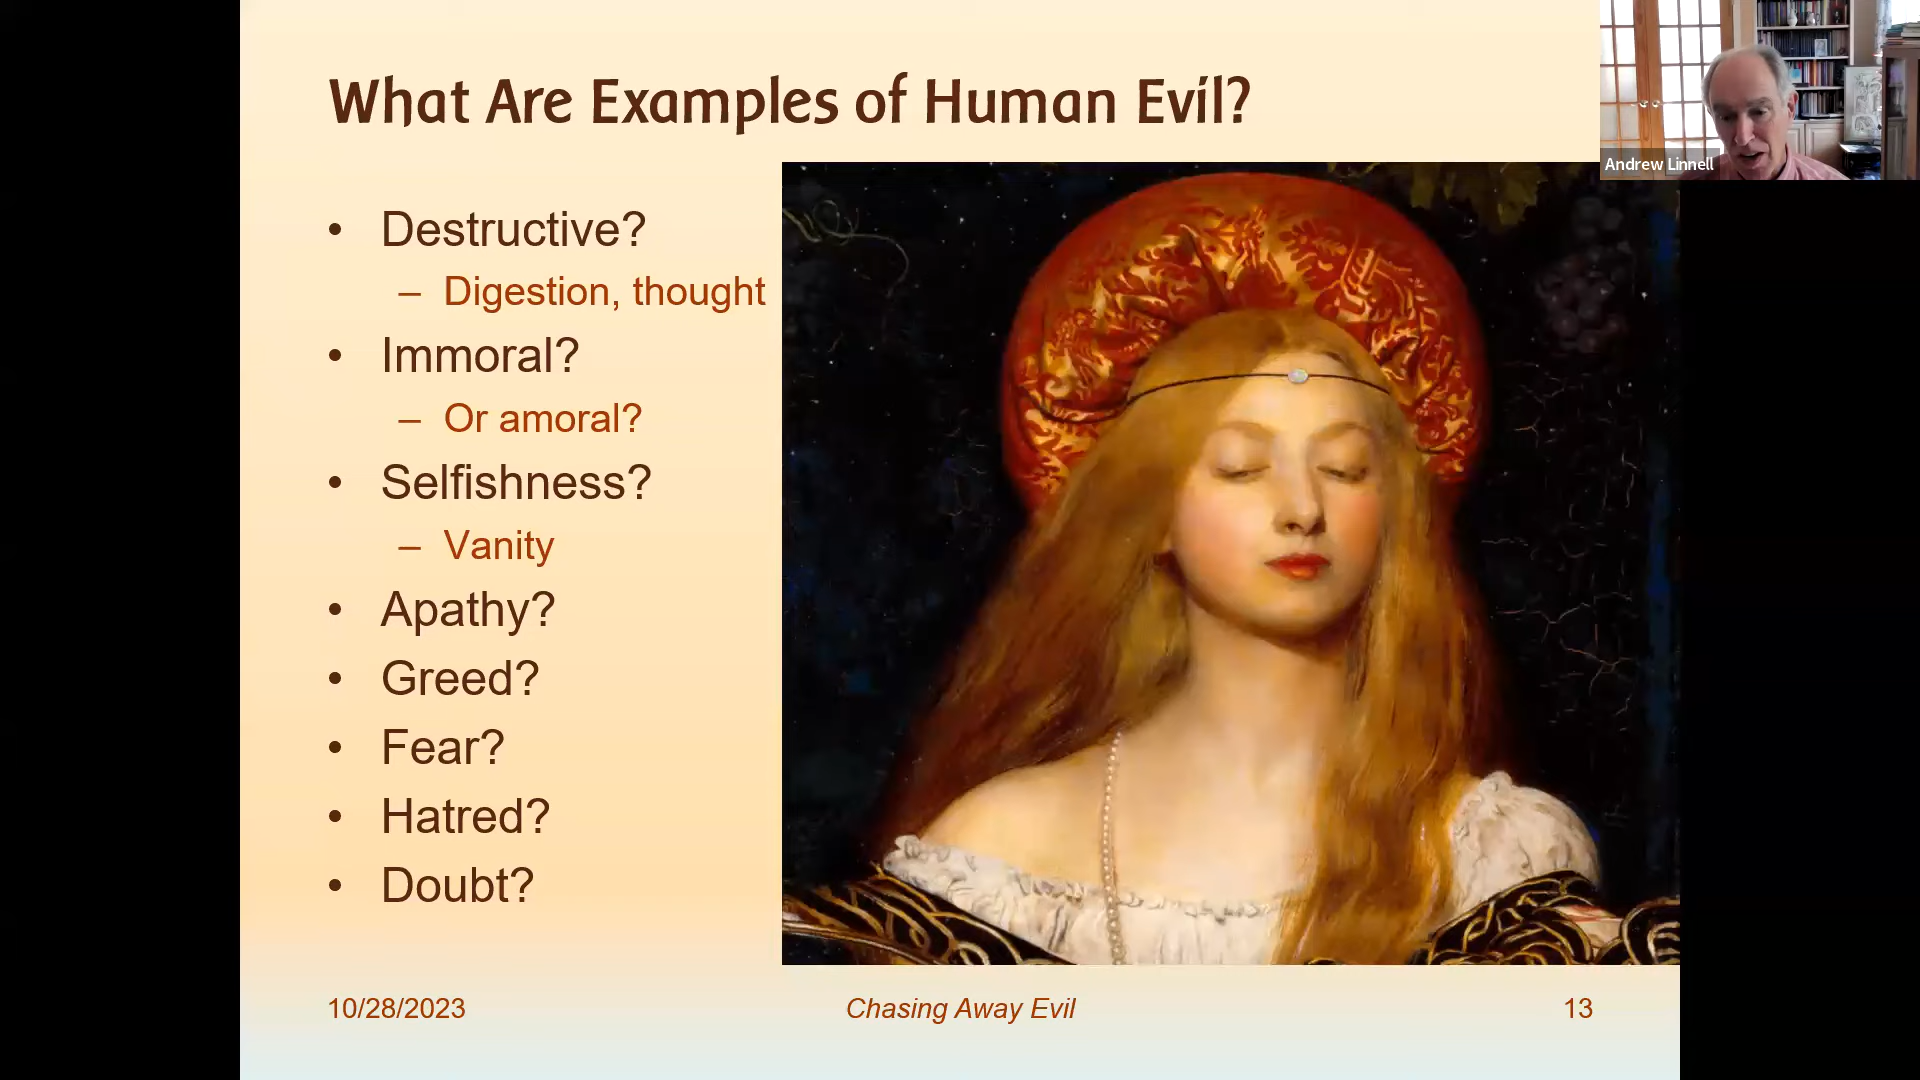 What Are Examples of Human Evil?
Andrew Linnell
• Destructive?
– Digestion, thought
• Immoral?
– Or amoral?
• Selfishness?
– Vanity
• Apathy?
• Greed?
• Fear?
• Hatred?
• Doubt?
10/28/2023
Chasing Away Evil
13